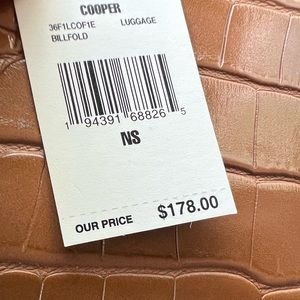 COOPER
36F1LCOF1E LUGGAGE
BILLFOLD
1 94391 68826 5
NS
OUR PRICE $178.00